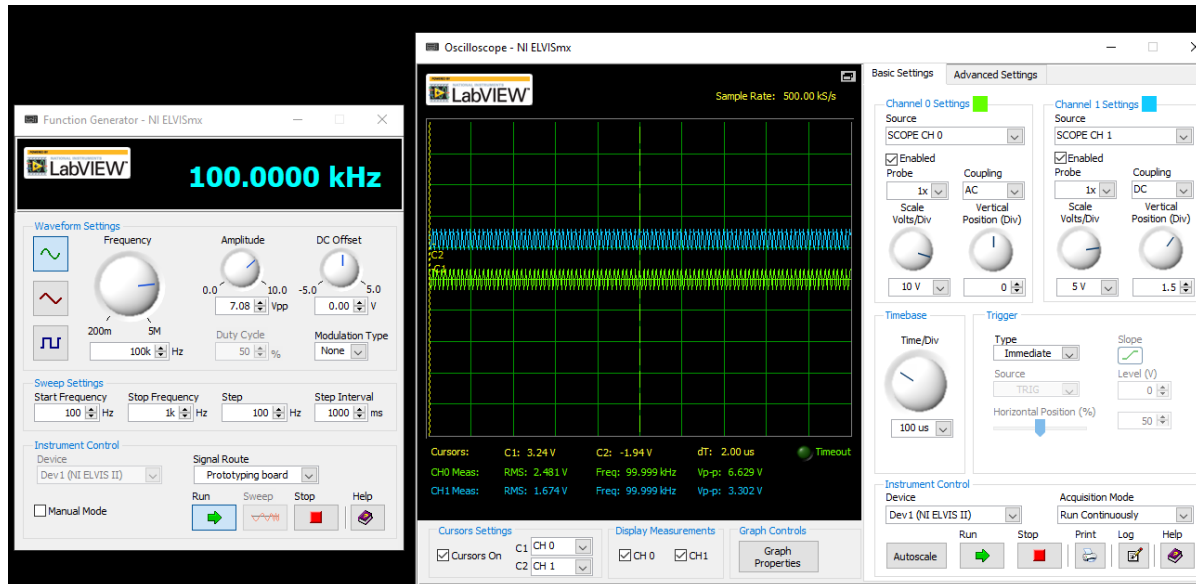 Function Generator - NI ELVISmx
LabVIEW
100.0000 kHz
Waveform Settings
Frequency
Amplitude
DC Offset
0.0
10.0
-5.0
5.0
7.08
Vpp
0.00
V
200m
5M
100k
Hz
Duty Cycle
50
%
Modulation Type
None
Sweep Settings
Start Frequency
Stop Frequency
Step
Step Interval
100
Hz
1k
Hz
100
Hz
1000
ms
Instrument Control
Device
Signal Route
Dev1 (NI ELVIS II)
Prototyping board
Manual Mode
Run
Sweep
Stop
Help
Oscilloscope - NI ELVISmx
LabVIEW
Sample Rate: 500.00 kS/s
C2
C1
Cursors: C1: 3.24 V C2: -1.94 V dT: 2.00 us Timeout
CH0 Meas: RMS: 2.481 V Freq: 99.999 kHz Vp-p: 6.629 V
CH1 Meas: RMS: 1.674 V Freq: 99.999 kHz Vp-p: 3.302 V
Cursors Settings
Cursors On
C1 CH 0
C2 CH 1
Display Measurements
CH 0
CH1
Graph Controls
Graph
Properties
Basic Settings
Advanced Settings
Channel 0 Settings
Source
SCOPE CH 0
Enabled
Probe
Coupling
1x
AC
Scale
Volts/Div
Vertical
Position (Div)
10 V
0
Channel 1 Settings
Source
SCOPE CH 1
Enabled
Probe
Coupling
1x
DC
Scale
Volts/Div
Vertical
Position (Div)
5 V
1.5
Timebase
Time/Div
100 us
Trigger
Type
Immediate
Slope
Source
TRIG
Level (V)
0
Horizontal Position (%)
50
Instrument Control
Device
Acquisition Mode
Dev1 (NI ELVIS II)
Run Continuously
Run
Stop
Print
Log
Help
Autoscale